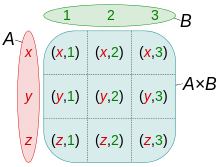 1 2 3
B
A
x (x,1) (x,2) (x,3)
A×B
y (y,1) (y,2) (y,3)
z (z,1) (z,2) (z,3)